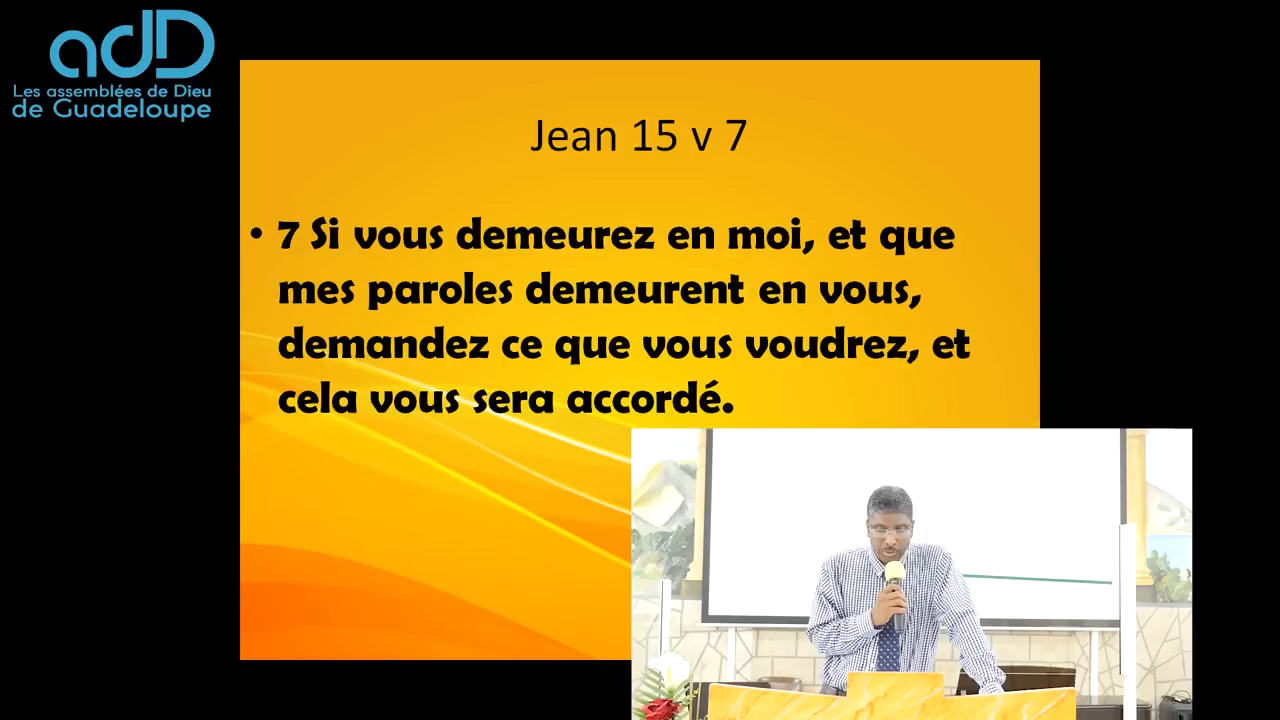 adD
Les assemblées de Dieu
de Guadeloupe
Jean 15 v 7
• 7 Si vous demeurez en moi, et que
mes paroles demeurent en vous,
demandez ce que vous voudrez, et
cela vous sera accordé.